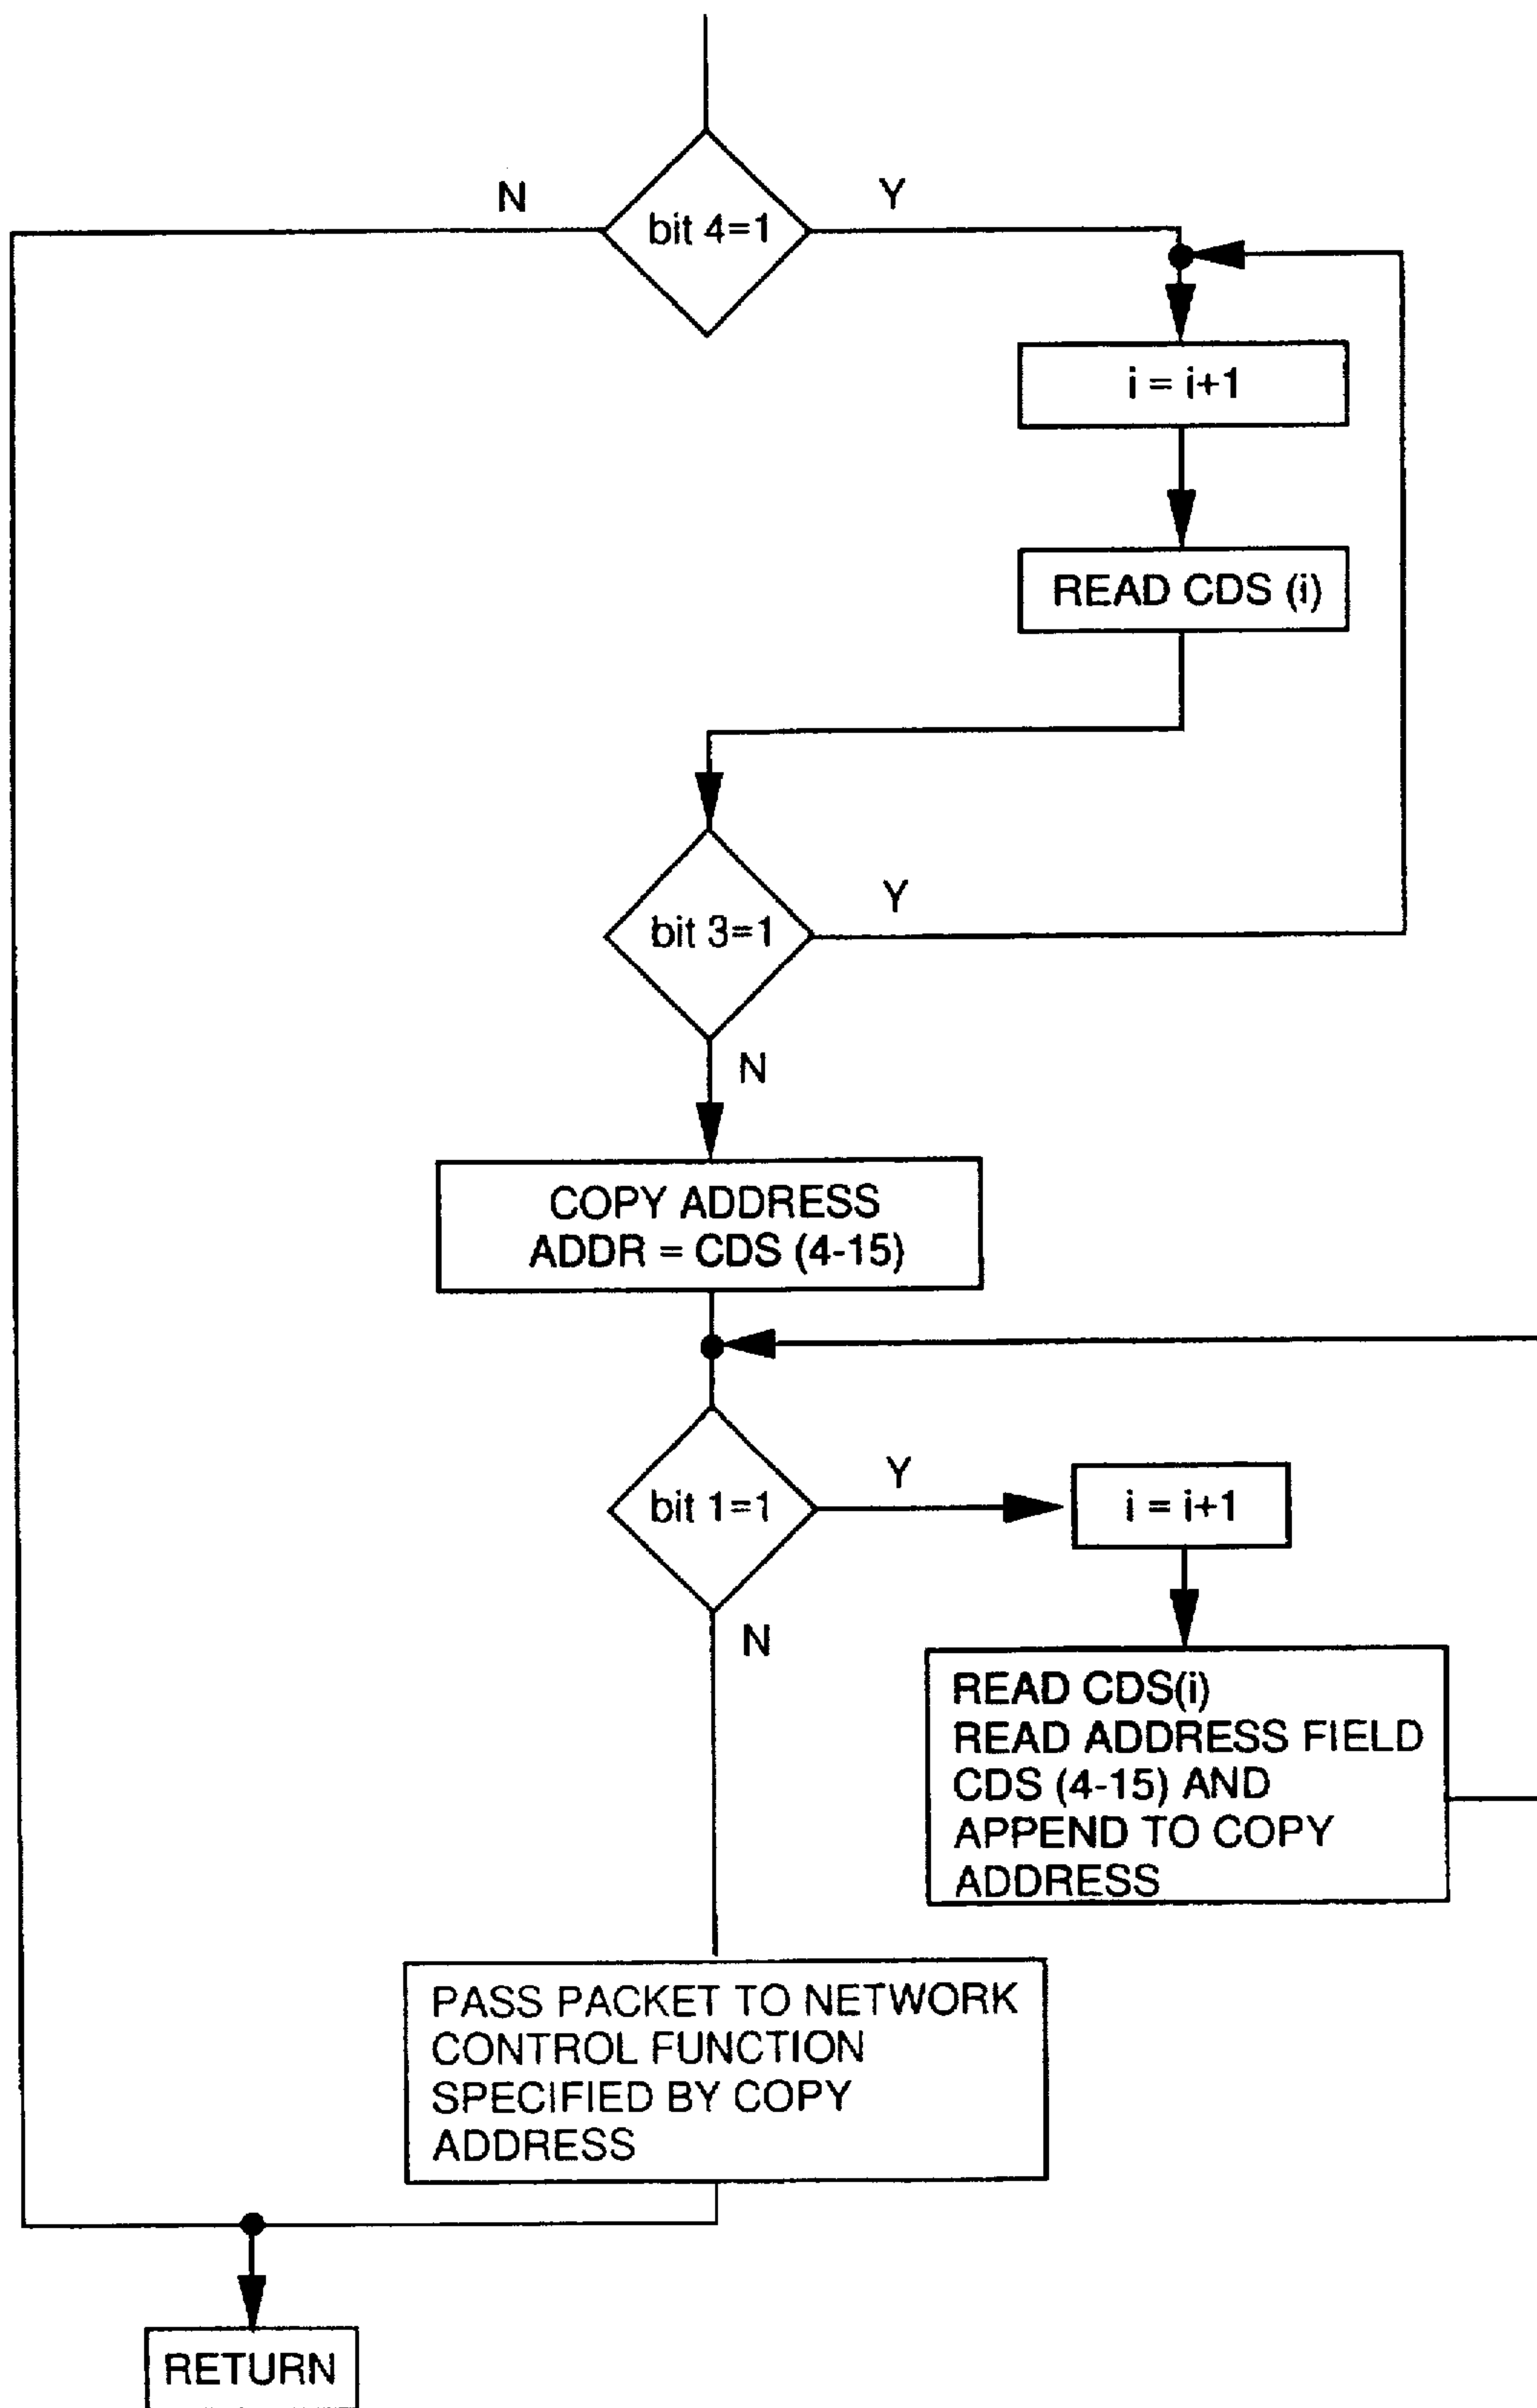 N
bit 4=1
Y
i = i+1
READ CDS (i)
bit 3=1
Y
N
COPY ADDRESS
ADDR = CDS (4-15)
bit 1=1
Y
i = i+1
N
READ CDS(i)
READ ADDRESS FIELD
CDS (4-15) AND
APPEND TO COPY
ADDRESS
PASS PACKET TO NETWORK
CONTROL FUNCTION
SPECIFIED BY COPY
ADDRESS
RETURN